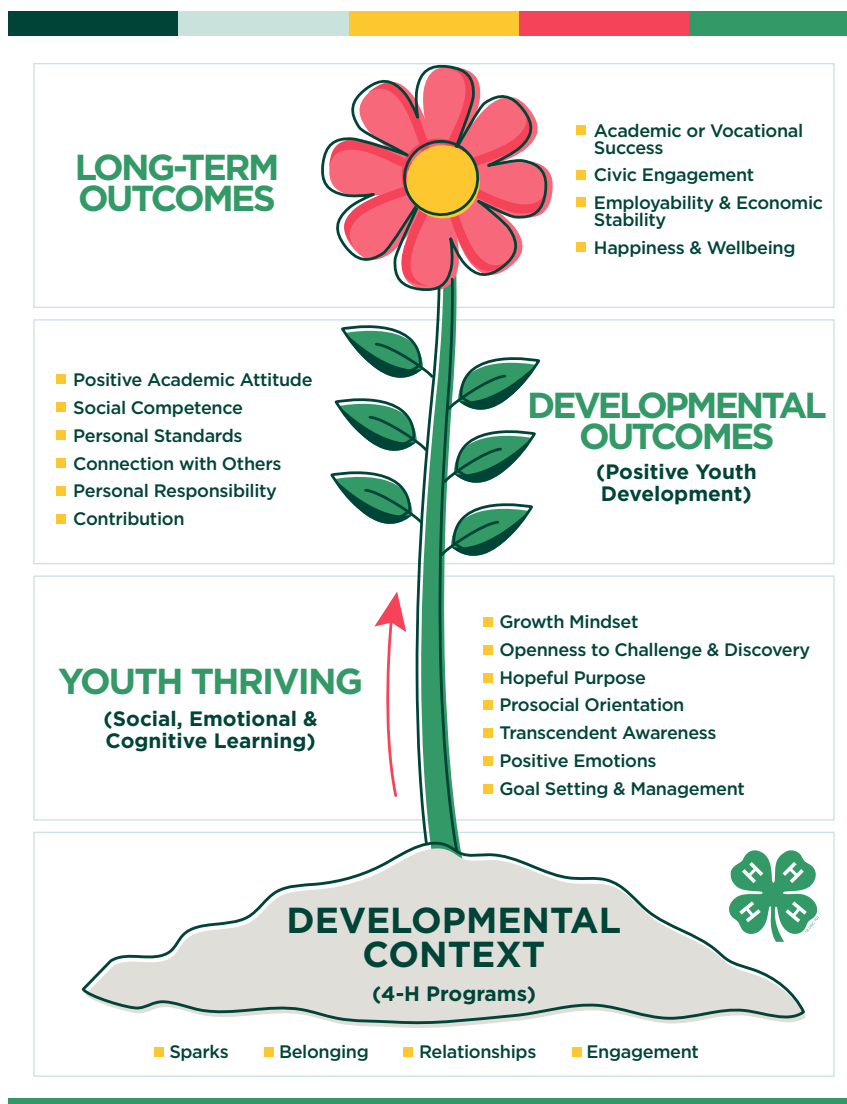 LONG-TERM
OUTCOMES
Academic or Vocational
Success
Civic Engagement
Employability & Economic
Stability
Happiness & Wellbeing
Positive Academic Attitude
Social Competence
Personal Standards
Connection with Others
Personal Responsibility
Contribution
DEVELOPMENTAL
OUTCOMES
(Positive Youth
Development)
YOUTH THRIVING
(Social, Emotional &
Cognitive Learning)
Growth Mindset
Openness to Challenge & Discovery
Hopeful Purpose
Prosocial Orientation
Transcendent Awareness
Positive Emotions
Goal Setting & Management
H H
H H
DEVELOPMENTAL
CONTEXT
(4-H Programs)
Sparks Belonging Relationships Engagement